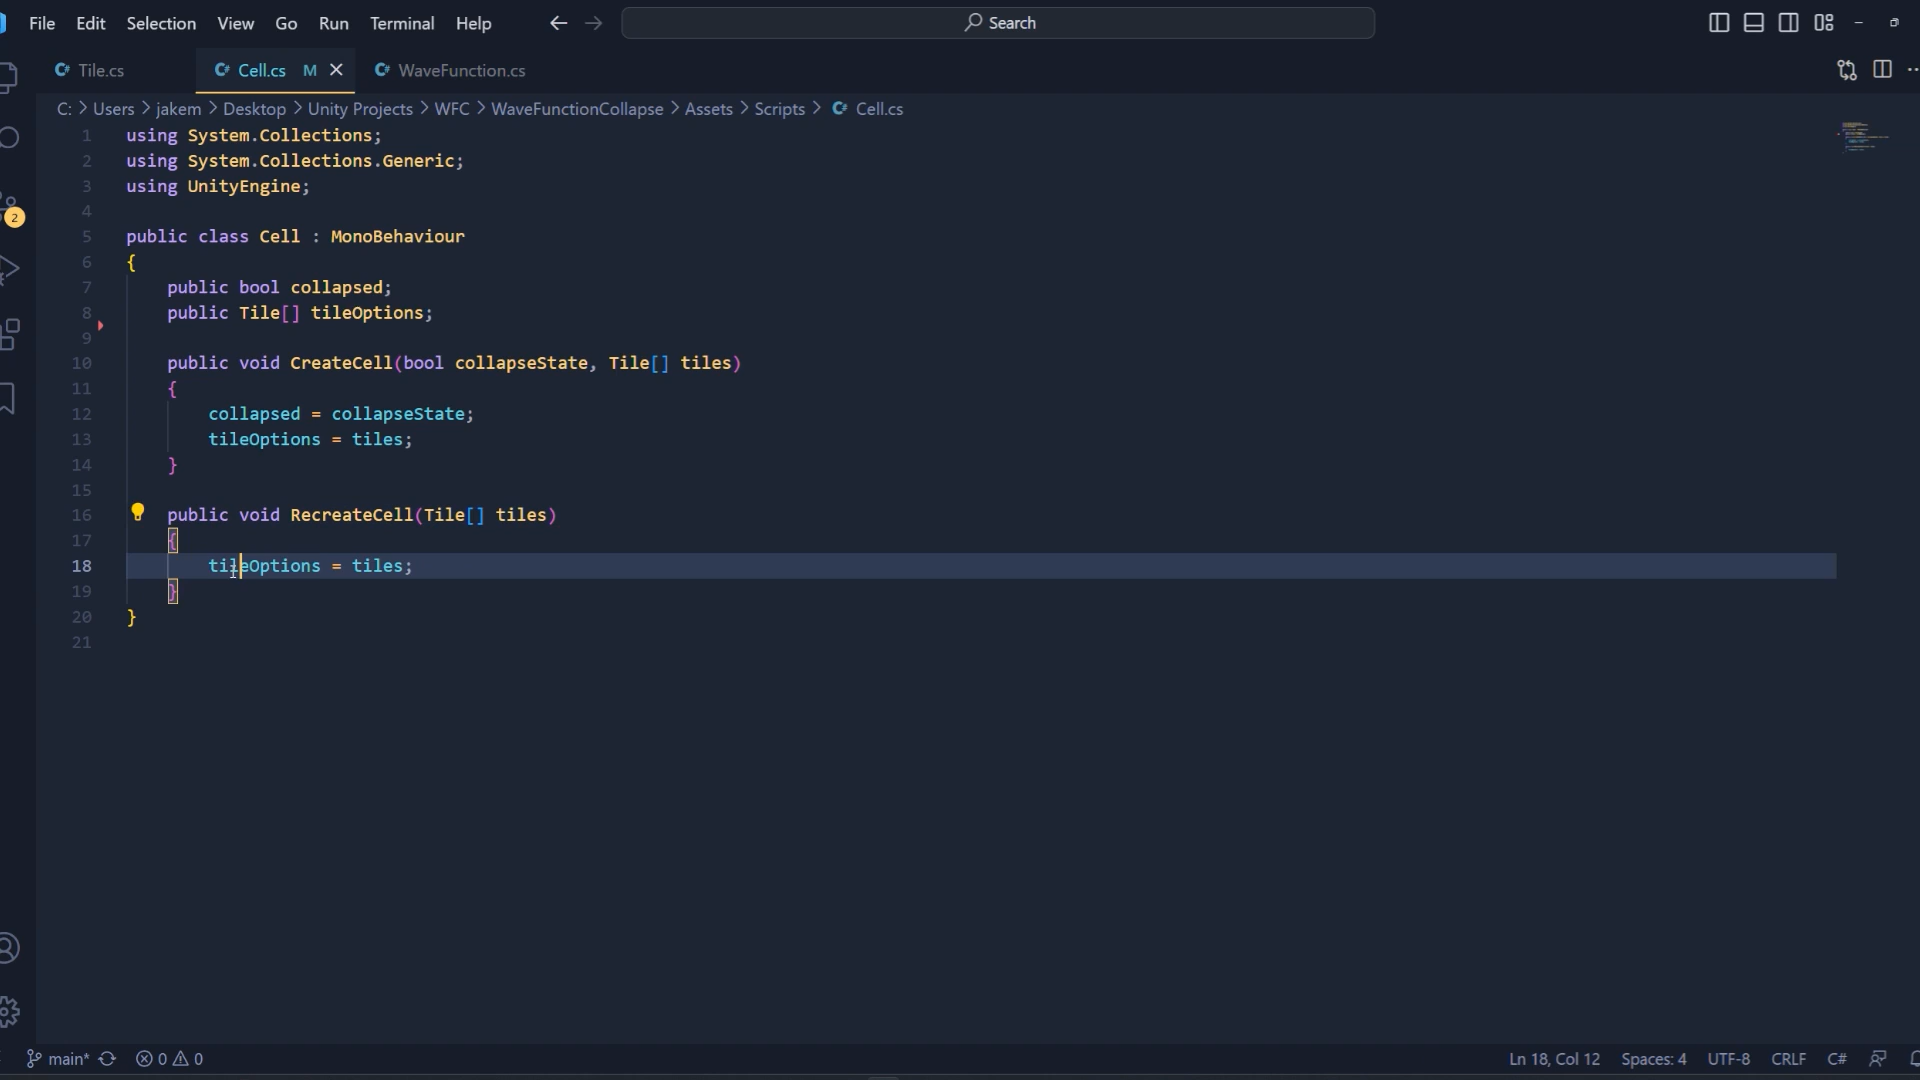 File Edit Selection View Go Run Terminal Help Search
Tile.cs Cell.cs M WaveFunction.cs
C: > Users > jakem > Desktop > Unity Projects > WFC > WaveFunctionCollapse > Assets > Scripts > Cell.cs
1 using System.Collections;
2 using System.Collections.Generic;
3 using UnityEngine;
4
5 public class Cell : MonoBehaviour
6 {
7 public bool collapsed;
8 public Tile[] tileOptions;
9
10 public void CreateCell(bool collapseState, Tile[] tiles)
11 {
12 collapsed = collapseState;
13 tileOptions = tiles;
14 }
15
16 public void RecreateCell(Tile[] tiles)
17 {
18 tileOptions = tiles;
19 }
20 }
21
2
main* 0 0 Ln 18, Col 12 Spaces: 4 UTF-8 CRLF C#